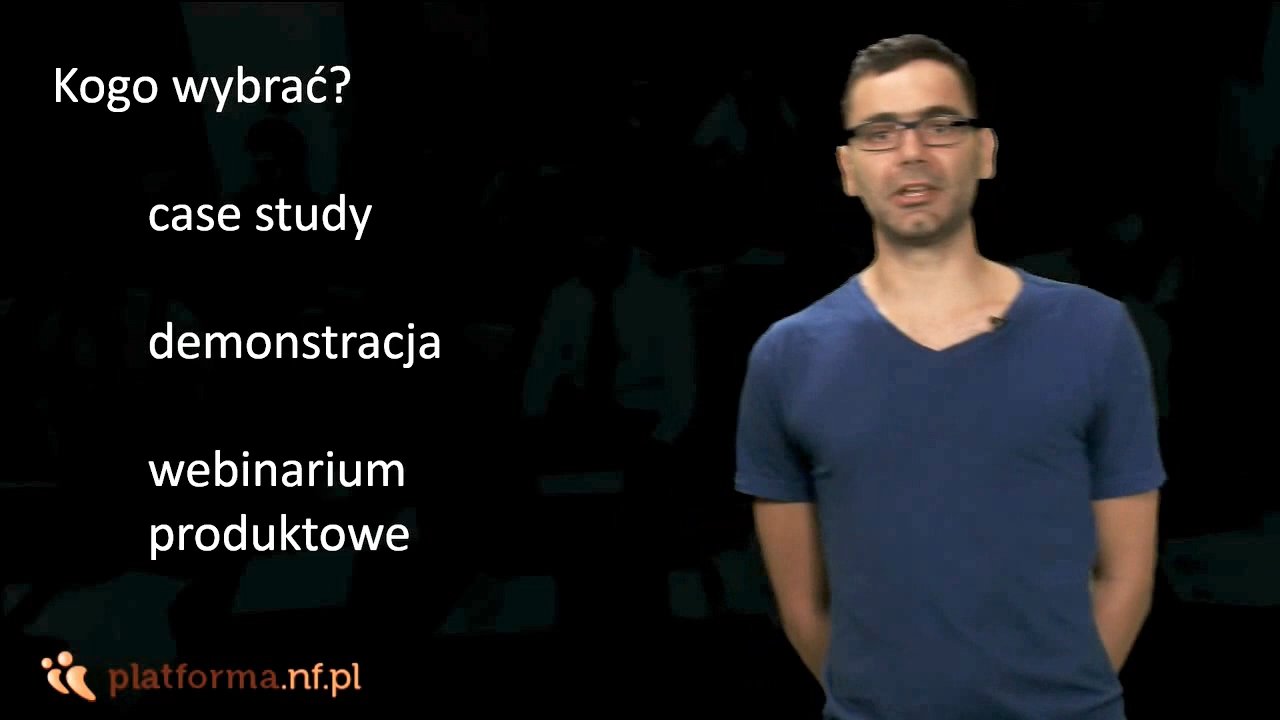 Kogo wybrać?
case study
demonstracja
webinarium
produktowe
platforma.nf.pl